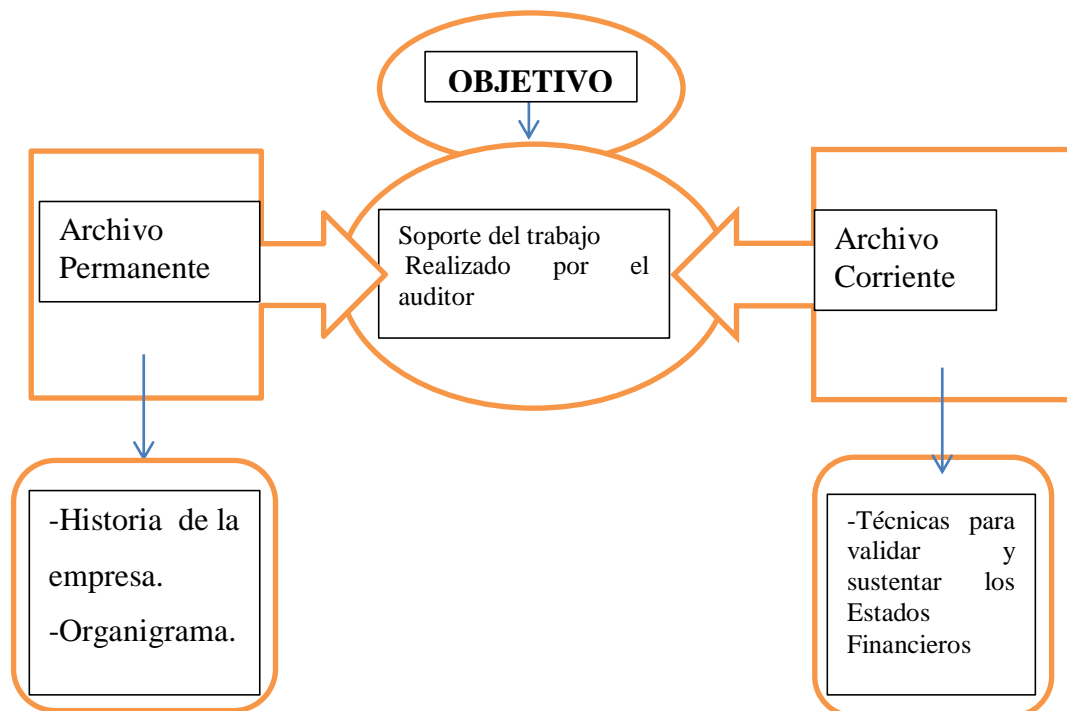 OBJETIVO
Archivo
Permanente
Soporte del trabajo
Realizado por el
auditor
Archivo
Corriente
-Historia de la
empresa.
-Organigrama.
-Técnicas para
validar y
sustentar los
Estados
Financieros